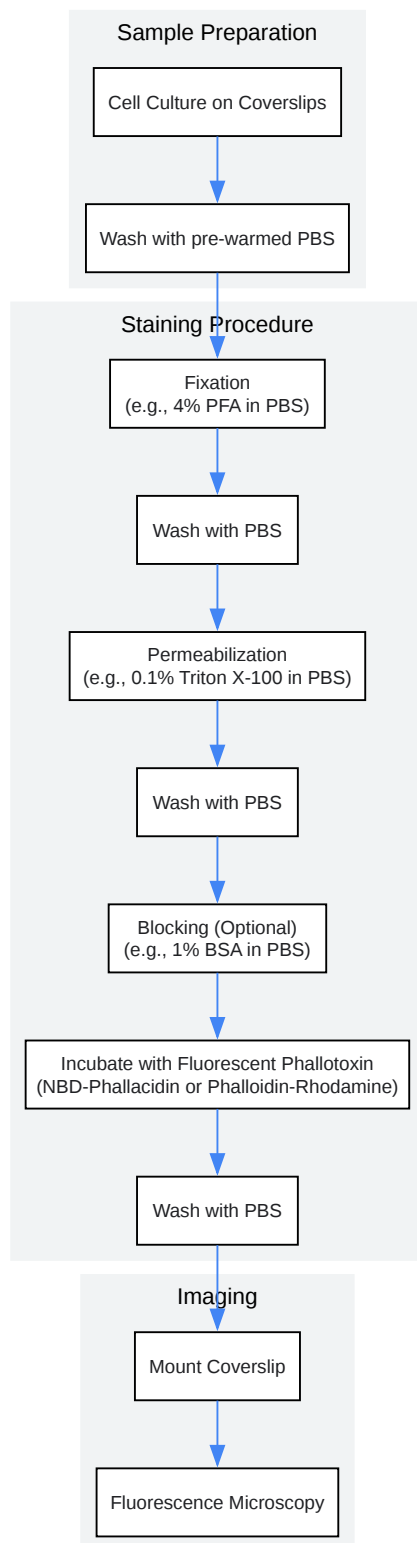 Sample Preparation
Cell Culture on Coverslips
Wash with pre-warmed PBS
Staining Procedure
Fixation
(e.g., 4% PFA in PBS)
Wash with PBS
Permeabilization
(e.g., 0.1% Triton X-100 in PBS)
Wash with PBS
Blocking (Optional)
(e.g., 1% BSA in PBS)
Incubate with Fluorescent Phallotoxin
(NBD-Phallacidin or Phalloidin-Rhodamine)
Wash with PBS
Imaging
Mount Coverslip
Fluorescence Microscopy